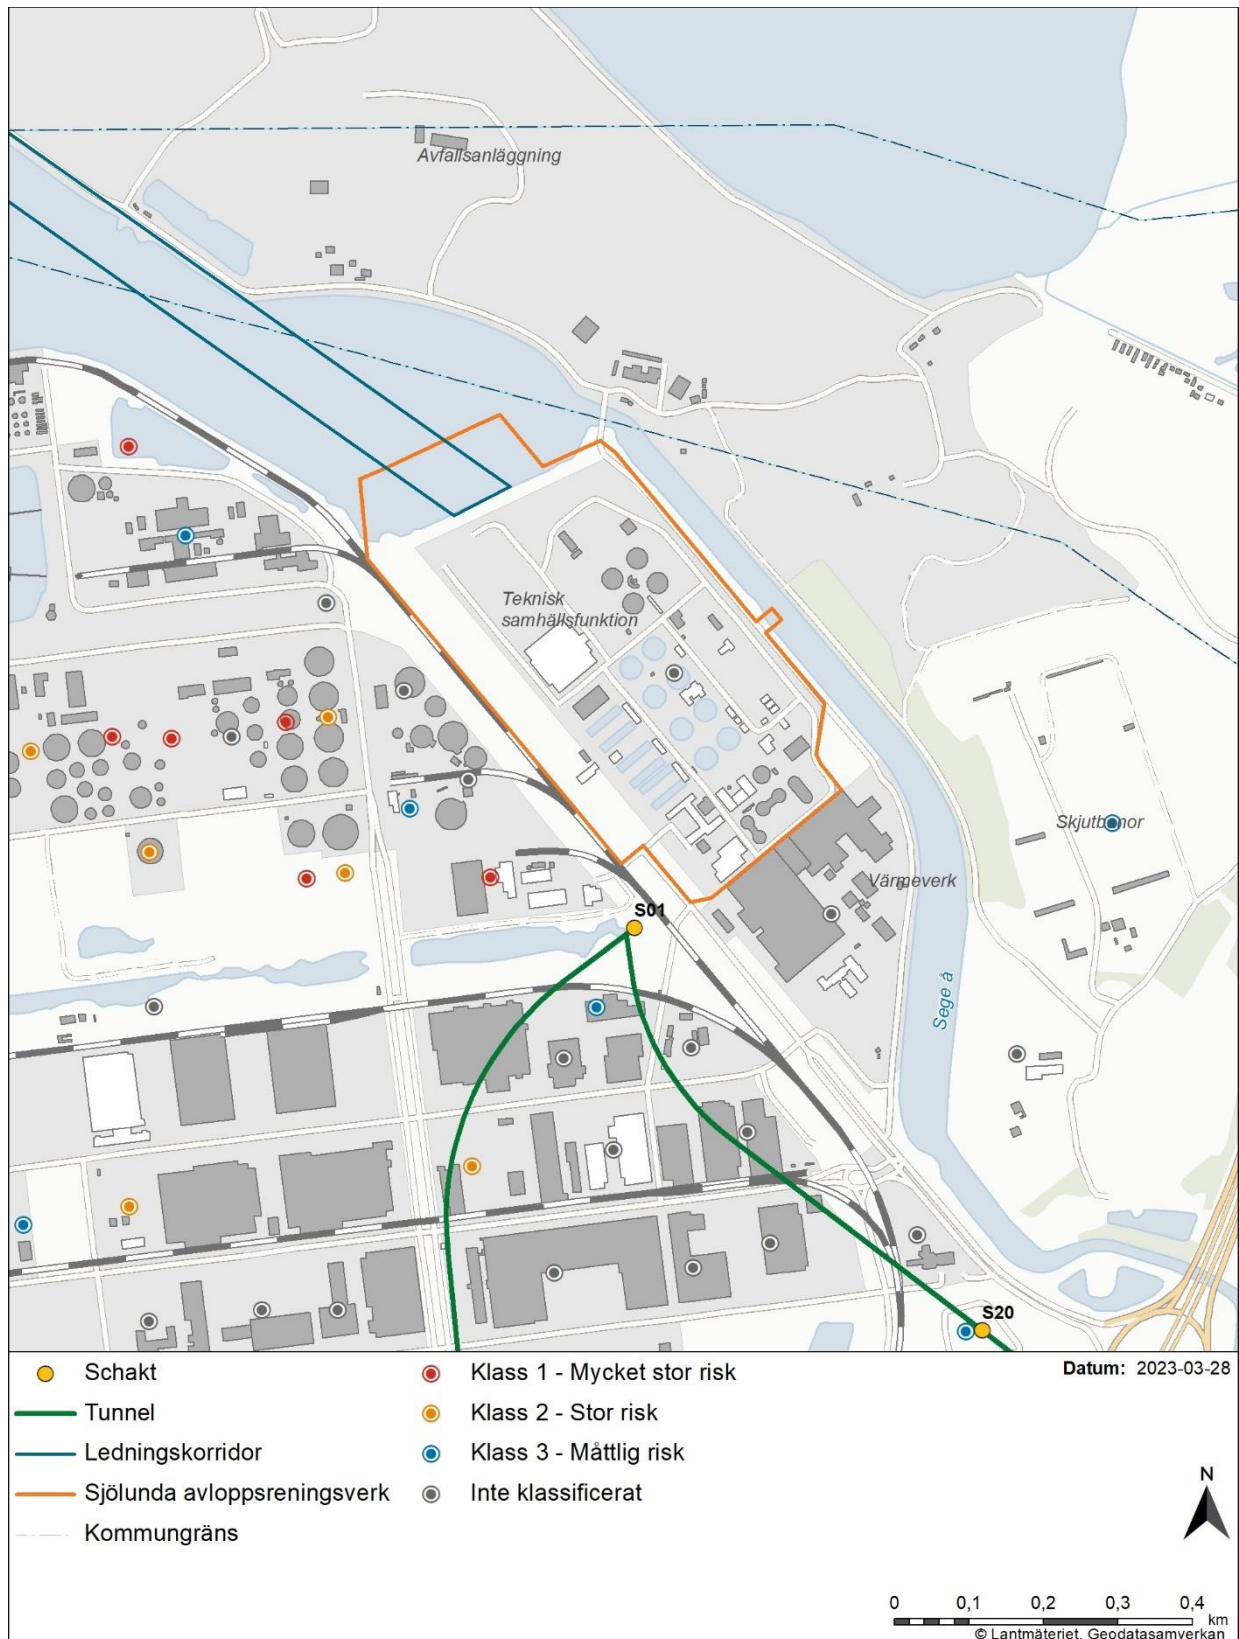 Avfallsanläggning
Teknisk
samhällsfunktion
Skjutbanor
Värmeverk
S01
Sege å
S20
Schakt
Tunnel
Ledningskorridor
Sjölunda avloppsreningsverk
Kommungräns
Klass 1 - Mycket stor risk
Klass 2 - Stor risk
Klass 3 - Måttlig risk
Inte klassificerat
Datum: 2023-03-28
N
0 0,1 0,2 0,3 0,4
km
© Lantmäteriet, Geodatasamverkan